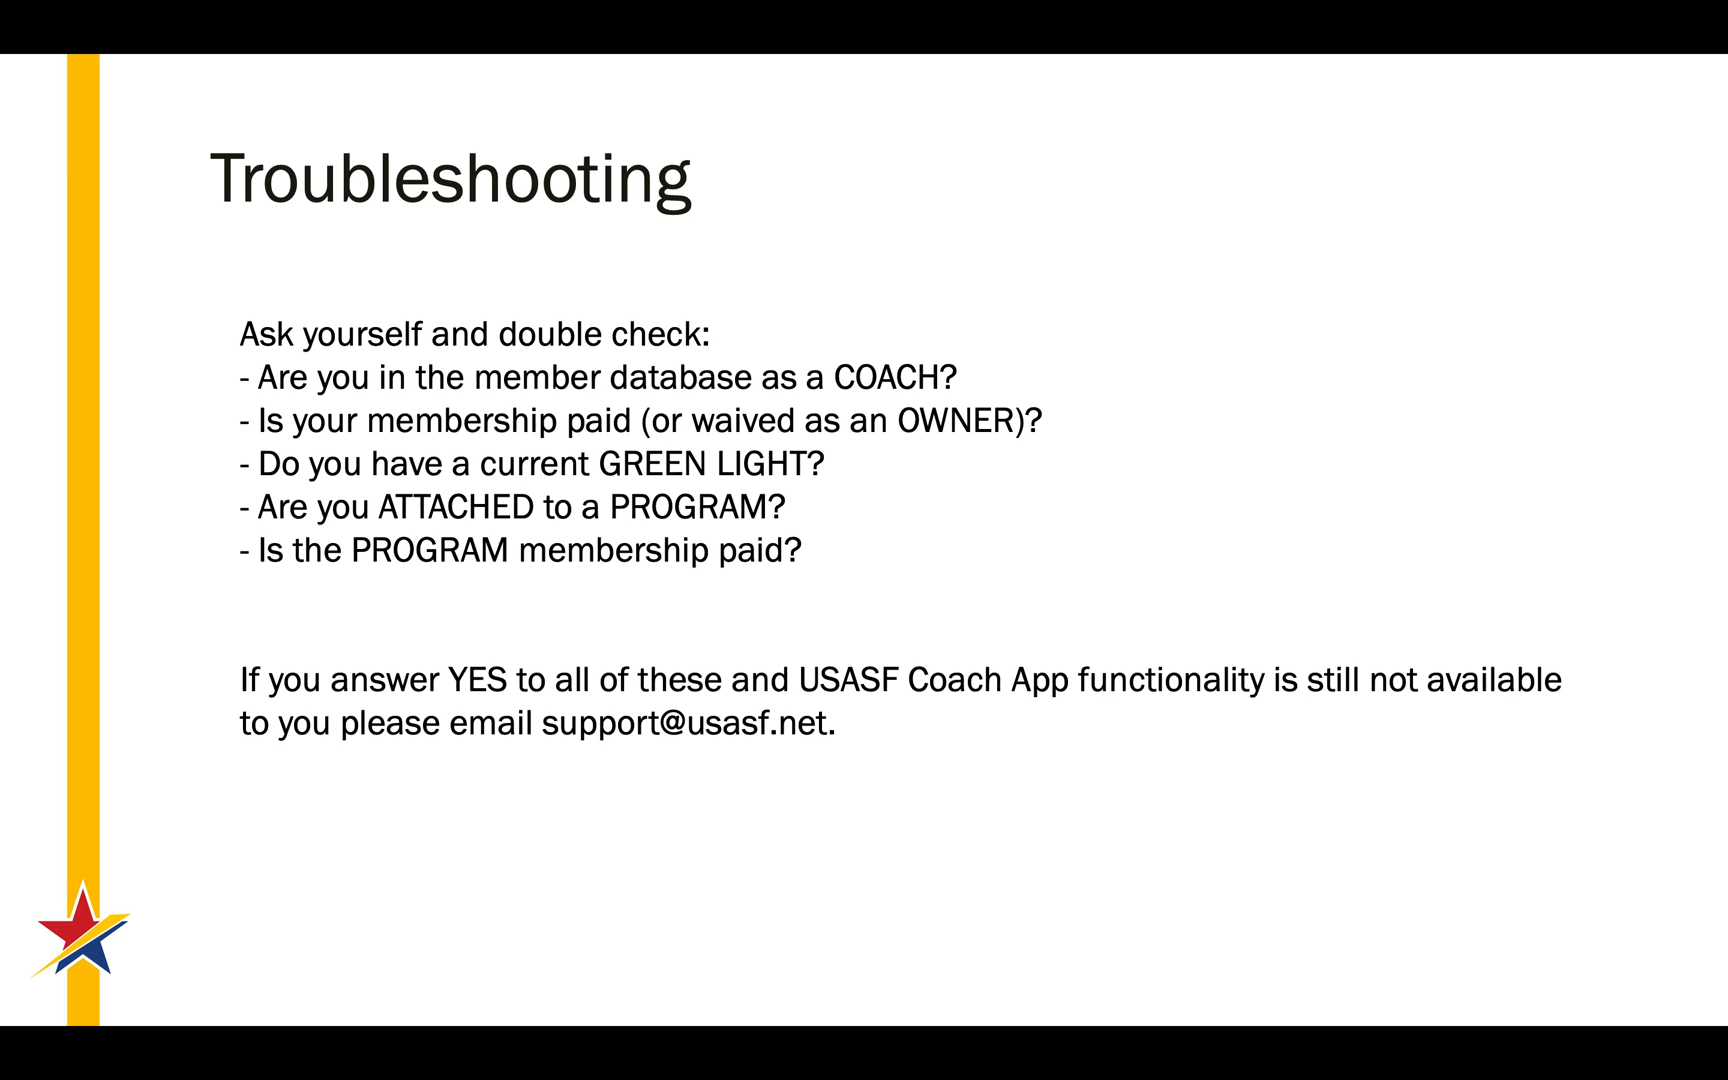 Troubleshooting
Ask yourself and double check:
- Are you in the member database as a COACH?
- Is your membership paid (or waived as an OWNER)?
- Do you have a current GREEN LIGHT?
- Are you ATTACHED to a PROGRAM?
- Is the PROGRAM membership paid?
If you answer YES to all of these and USASF Coach App functionality is still not available
to you please email support@usasf.net.